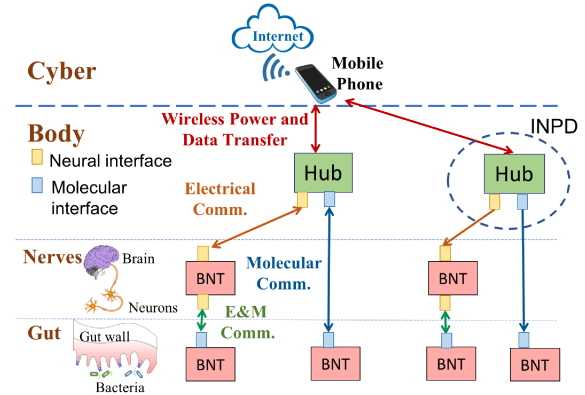 Internet
Cyber
Mobile
Phone
Wireless Power and
Data Transfer
INPD
Body
Neural interface
Molecular
interface
Hub
Hub
Electrical
Comm.
Nerves
Brain
Neurons
BNT
Molecular
Comm.
BNT
E&M
Comm.
Gut
Gut wall
Bacteria
BNT
BNT
BNT
BNT